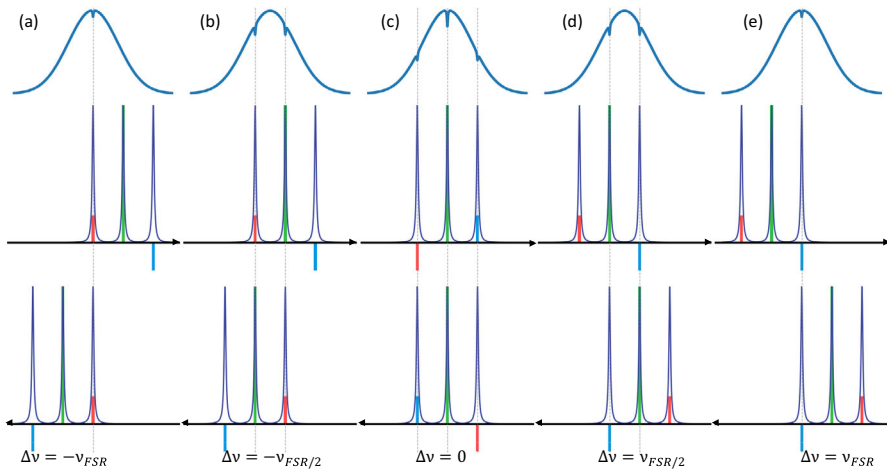 (a) (b) (c) (d) (e)
Δν = −ν_FSR Δν = −ν_FSR/2 Δν = 0 Δν = ν_FSR/2 Δν = ν_FSR